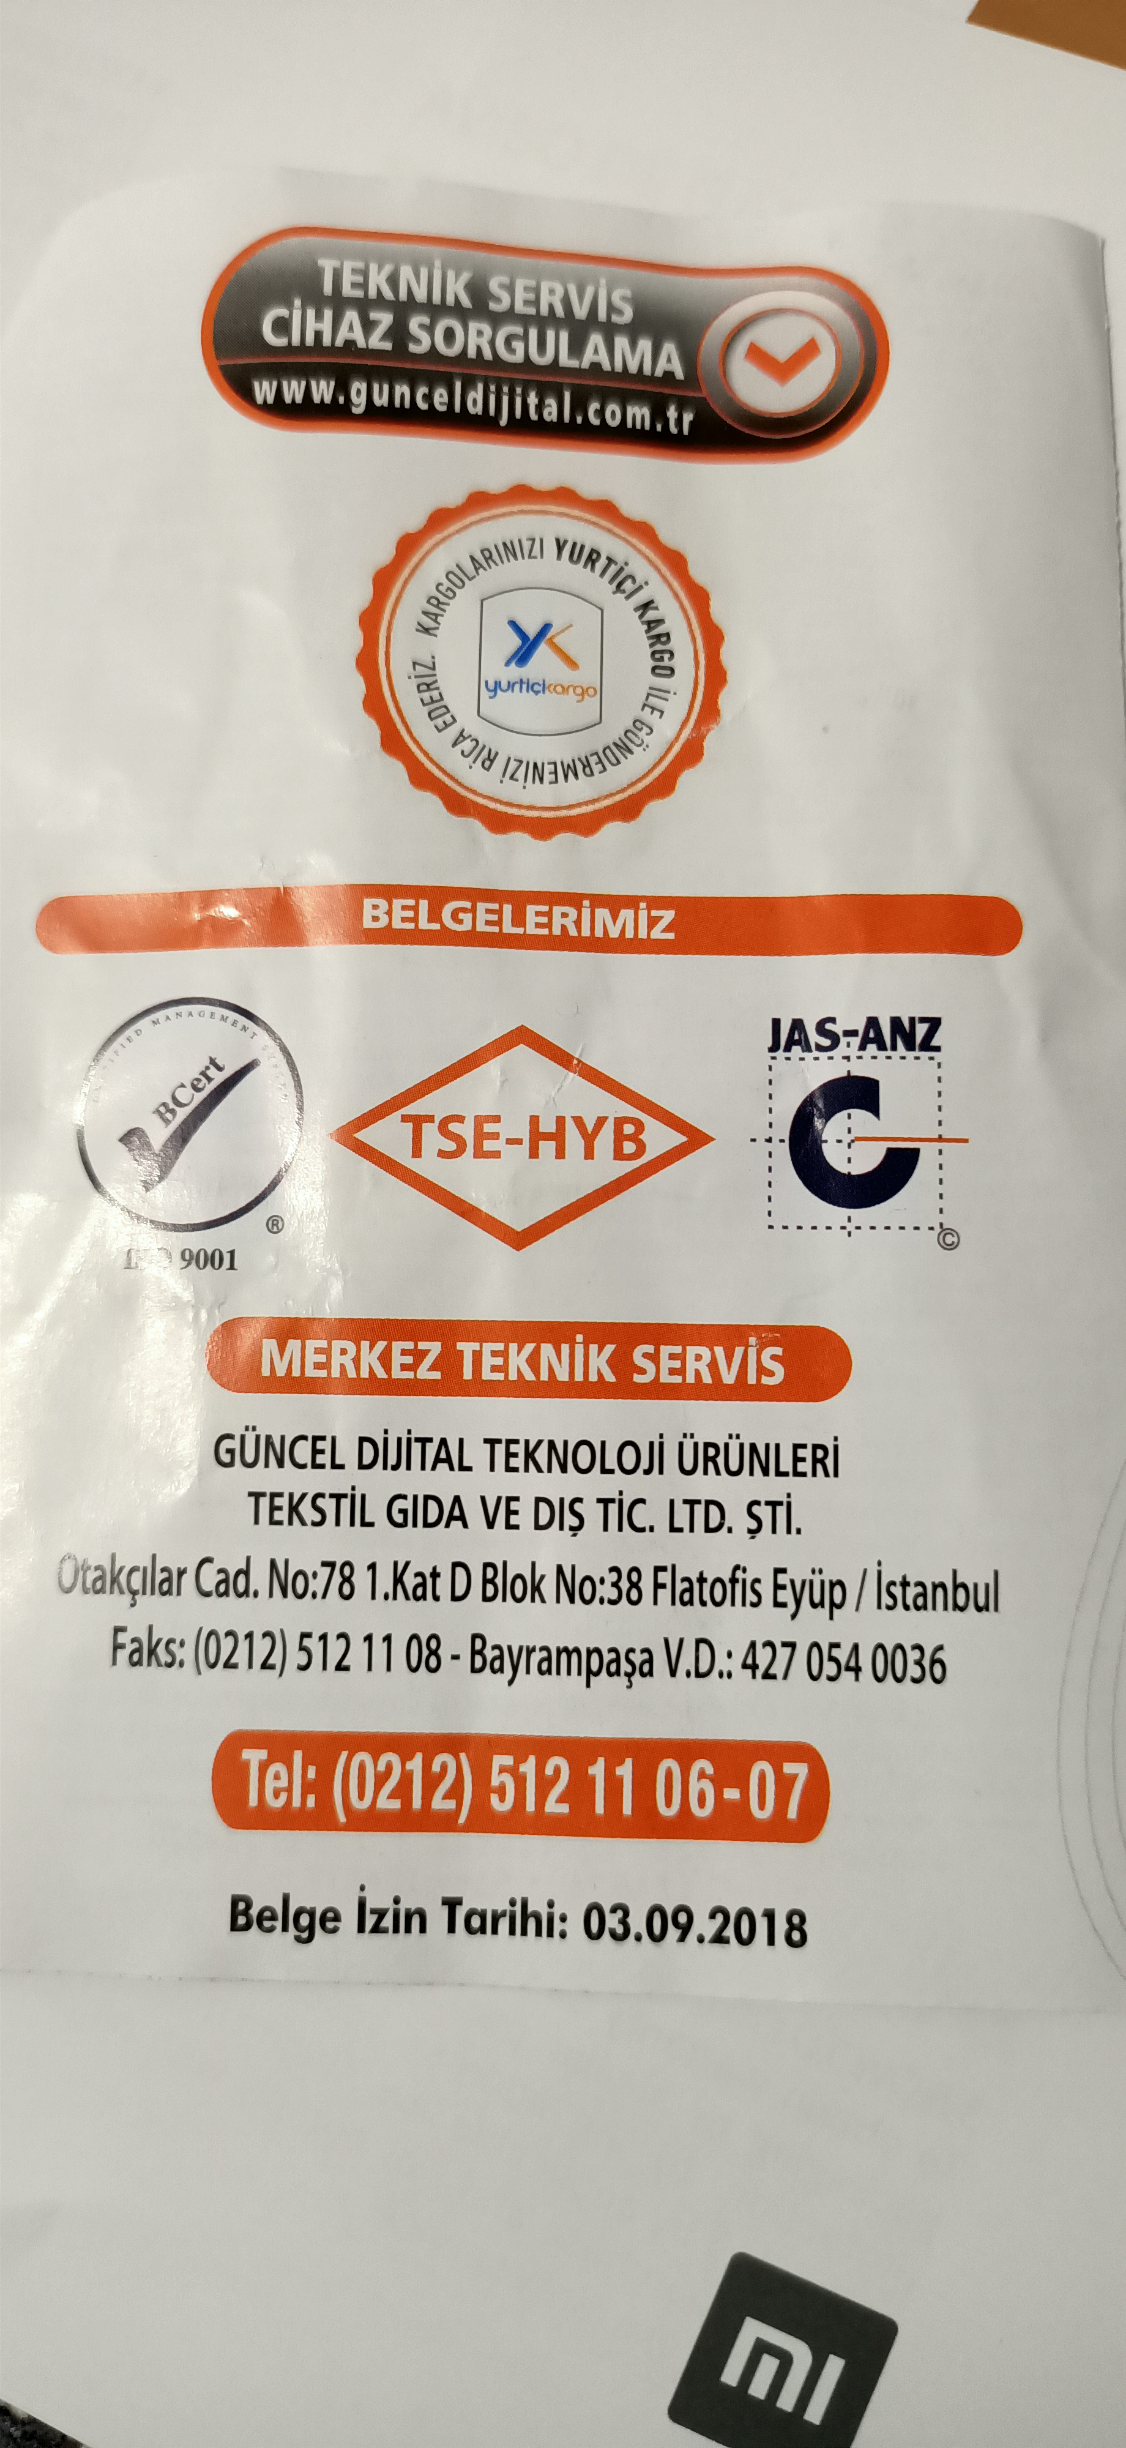 TEKNİK SERVİS
CİHAZ SORGULAMA
www.gunceldijital.com.tr
KARGOLARINIZI YURTİÇİ KARGO İLE GÖNDERMENİZİ RİCA EDERİZ.
yurtiçikargo
BELGELERİMİZ
MANAGEMENT
BCert
®
9001
TSE-HYB
JAS-ANZ
©
MERKEZ TEKNİK SERVİS
GÜNCEL DİJİTAL TEKNOLOJİ ÜRÜNLERİ
TEKSTİL GIDA VE DIŞ TİC. LTD. ŞTİ.
Otakçılar Cad. No:78 1.Kat D Blok No:38 Flatofis Eyüp / İstanbul
Faks: (0212) 512 11 08 - Bayrampaşa V.D.: 427 054 0036
Tel: (0212) 512 11 06-07
Belge İzin Tarihi: 03.09.2018
mı